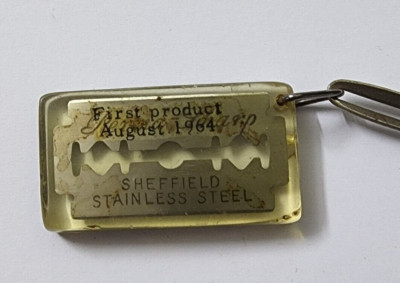 First product
August 1964
SHEFFIELD
STAINLESS STEEL